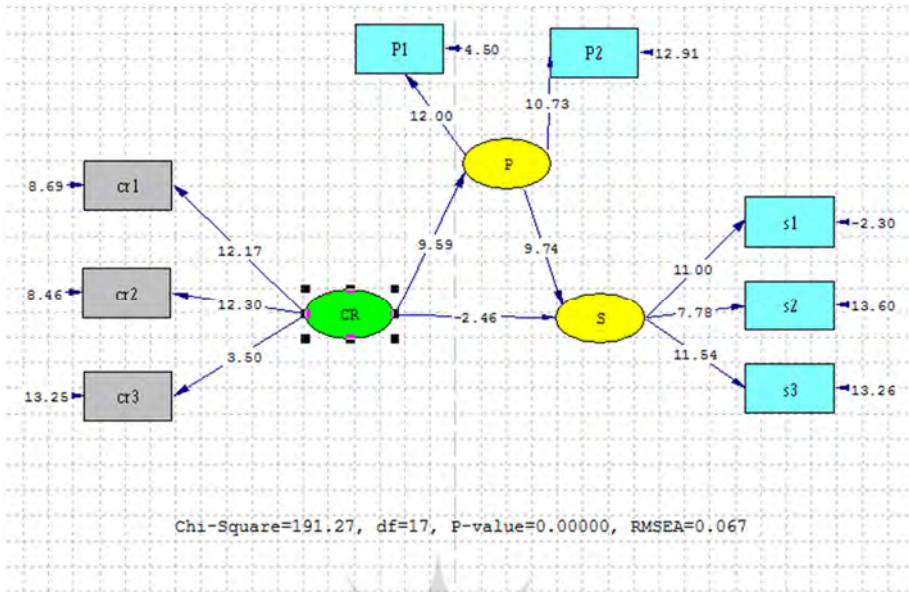 P1
4.50
P2
12.91
12.00
10.73
P
8.69
cr1
s1
-2.30
12.17
9.59
9.74
11.00
8.46
cr2
12.30
CR
-2.46
S
7.78
s2
13.60
3.50
11.54
13.25
cr3
s3
13.26
Chi-Square=191.27, df=17, P-value=0.00000, RMSEA=0.067